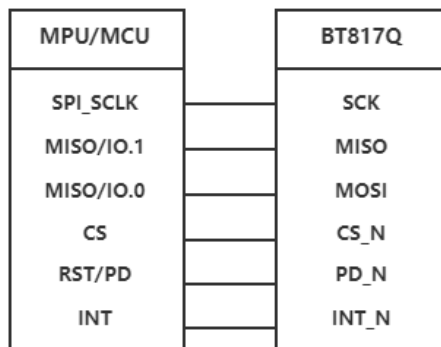 MPU/MCU BT817Q
SPI_SCLK SCK
MISO/IO.1 MISO
MISO/IO.0 MOSI
CS CS_N
RST/PD PD_N
INT INT_N